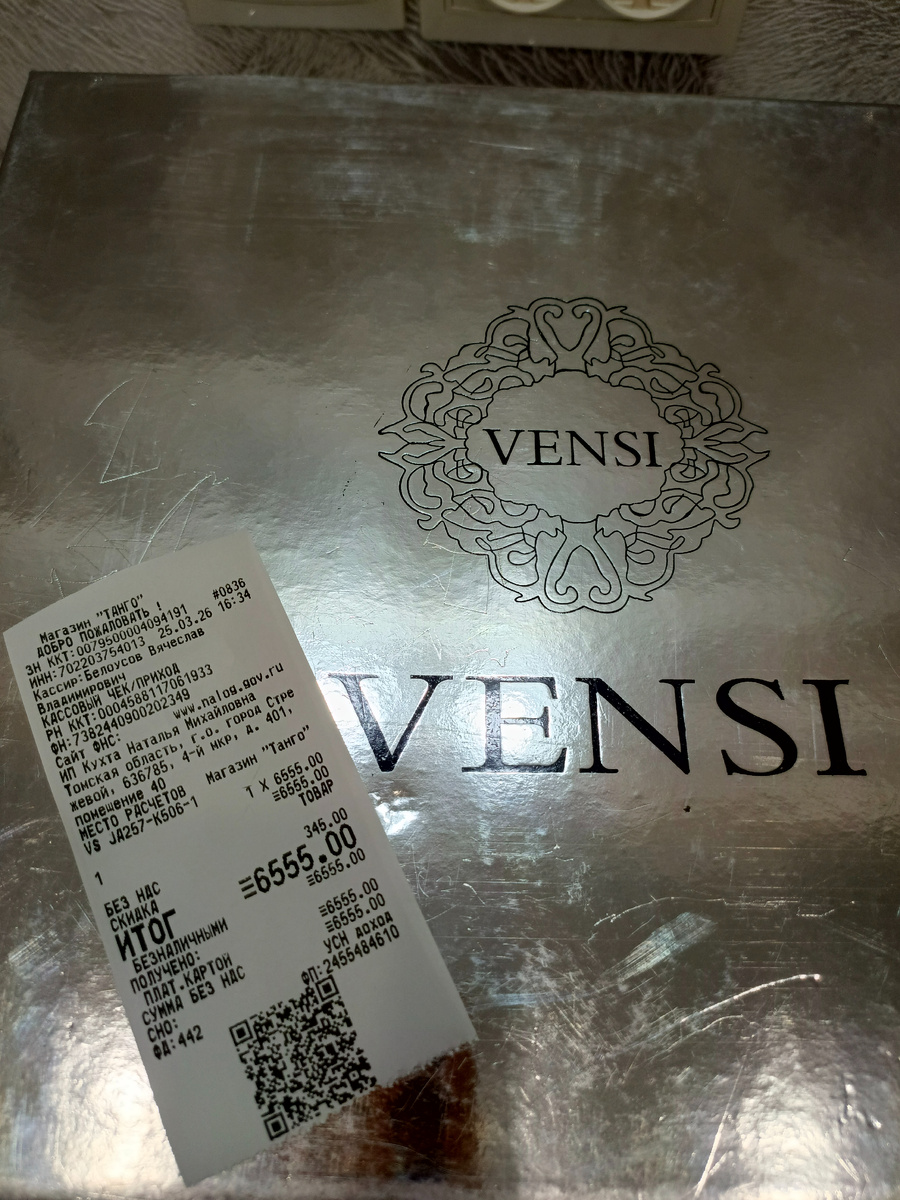 VENSI
VENSI
Магазин "ТАНГО" #0836
ДОБРО ПОЖАЛОВАТЬ !
ЗН ККТ:00795000040941​91 25.03.26 16:34
ИНН:702203754013
Кассир:Белоусов Вячеслав
Владимирович
КАССОВЫЙ ЧЕК/ПРИХОД
РН ККТ:0004588117061933
ФН:7382440900202349
Сайт ФНС: www.nalog.gov.ru
ИП Кухта Наталья Михайловна
Томская область, г.о. город Стре
жевой, 636785, 4-й мкр, д. 401,
помещение 40
МЕСТО РАСЧЕТОВ Магазин "Танго"
VS JA257-K506-1
1 X 6555.00
1 ≡6555.00
ТОВАР
БЕЗ НАС
СКИДКА 345.00
ИТОГ ≡6555.00
БЕЗНАЛИЧНЫМИ ≡6555.00
ПОЛУЧЕНО:
ПЛАТ.КАРТОЙ ≡6555.00
СУММА БЕЗ НАС ≡6555.00
СНО: УСН ДОХОД
ФД:442 ФП:2455484610